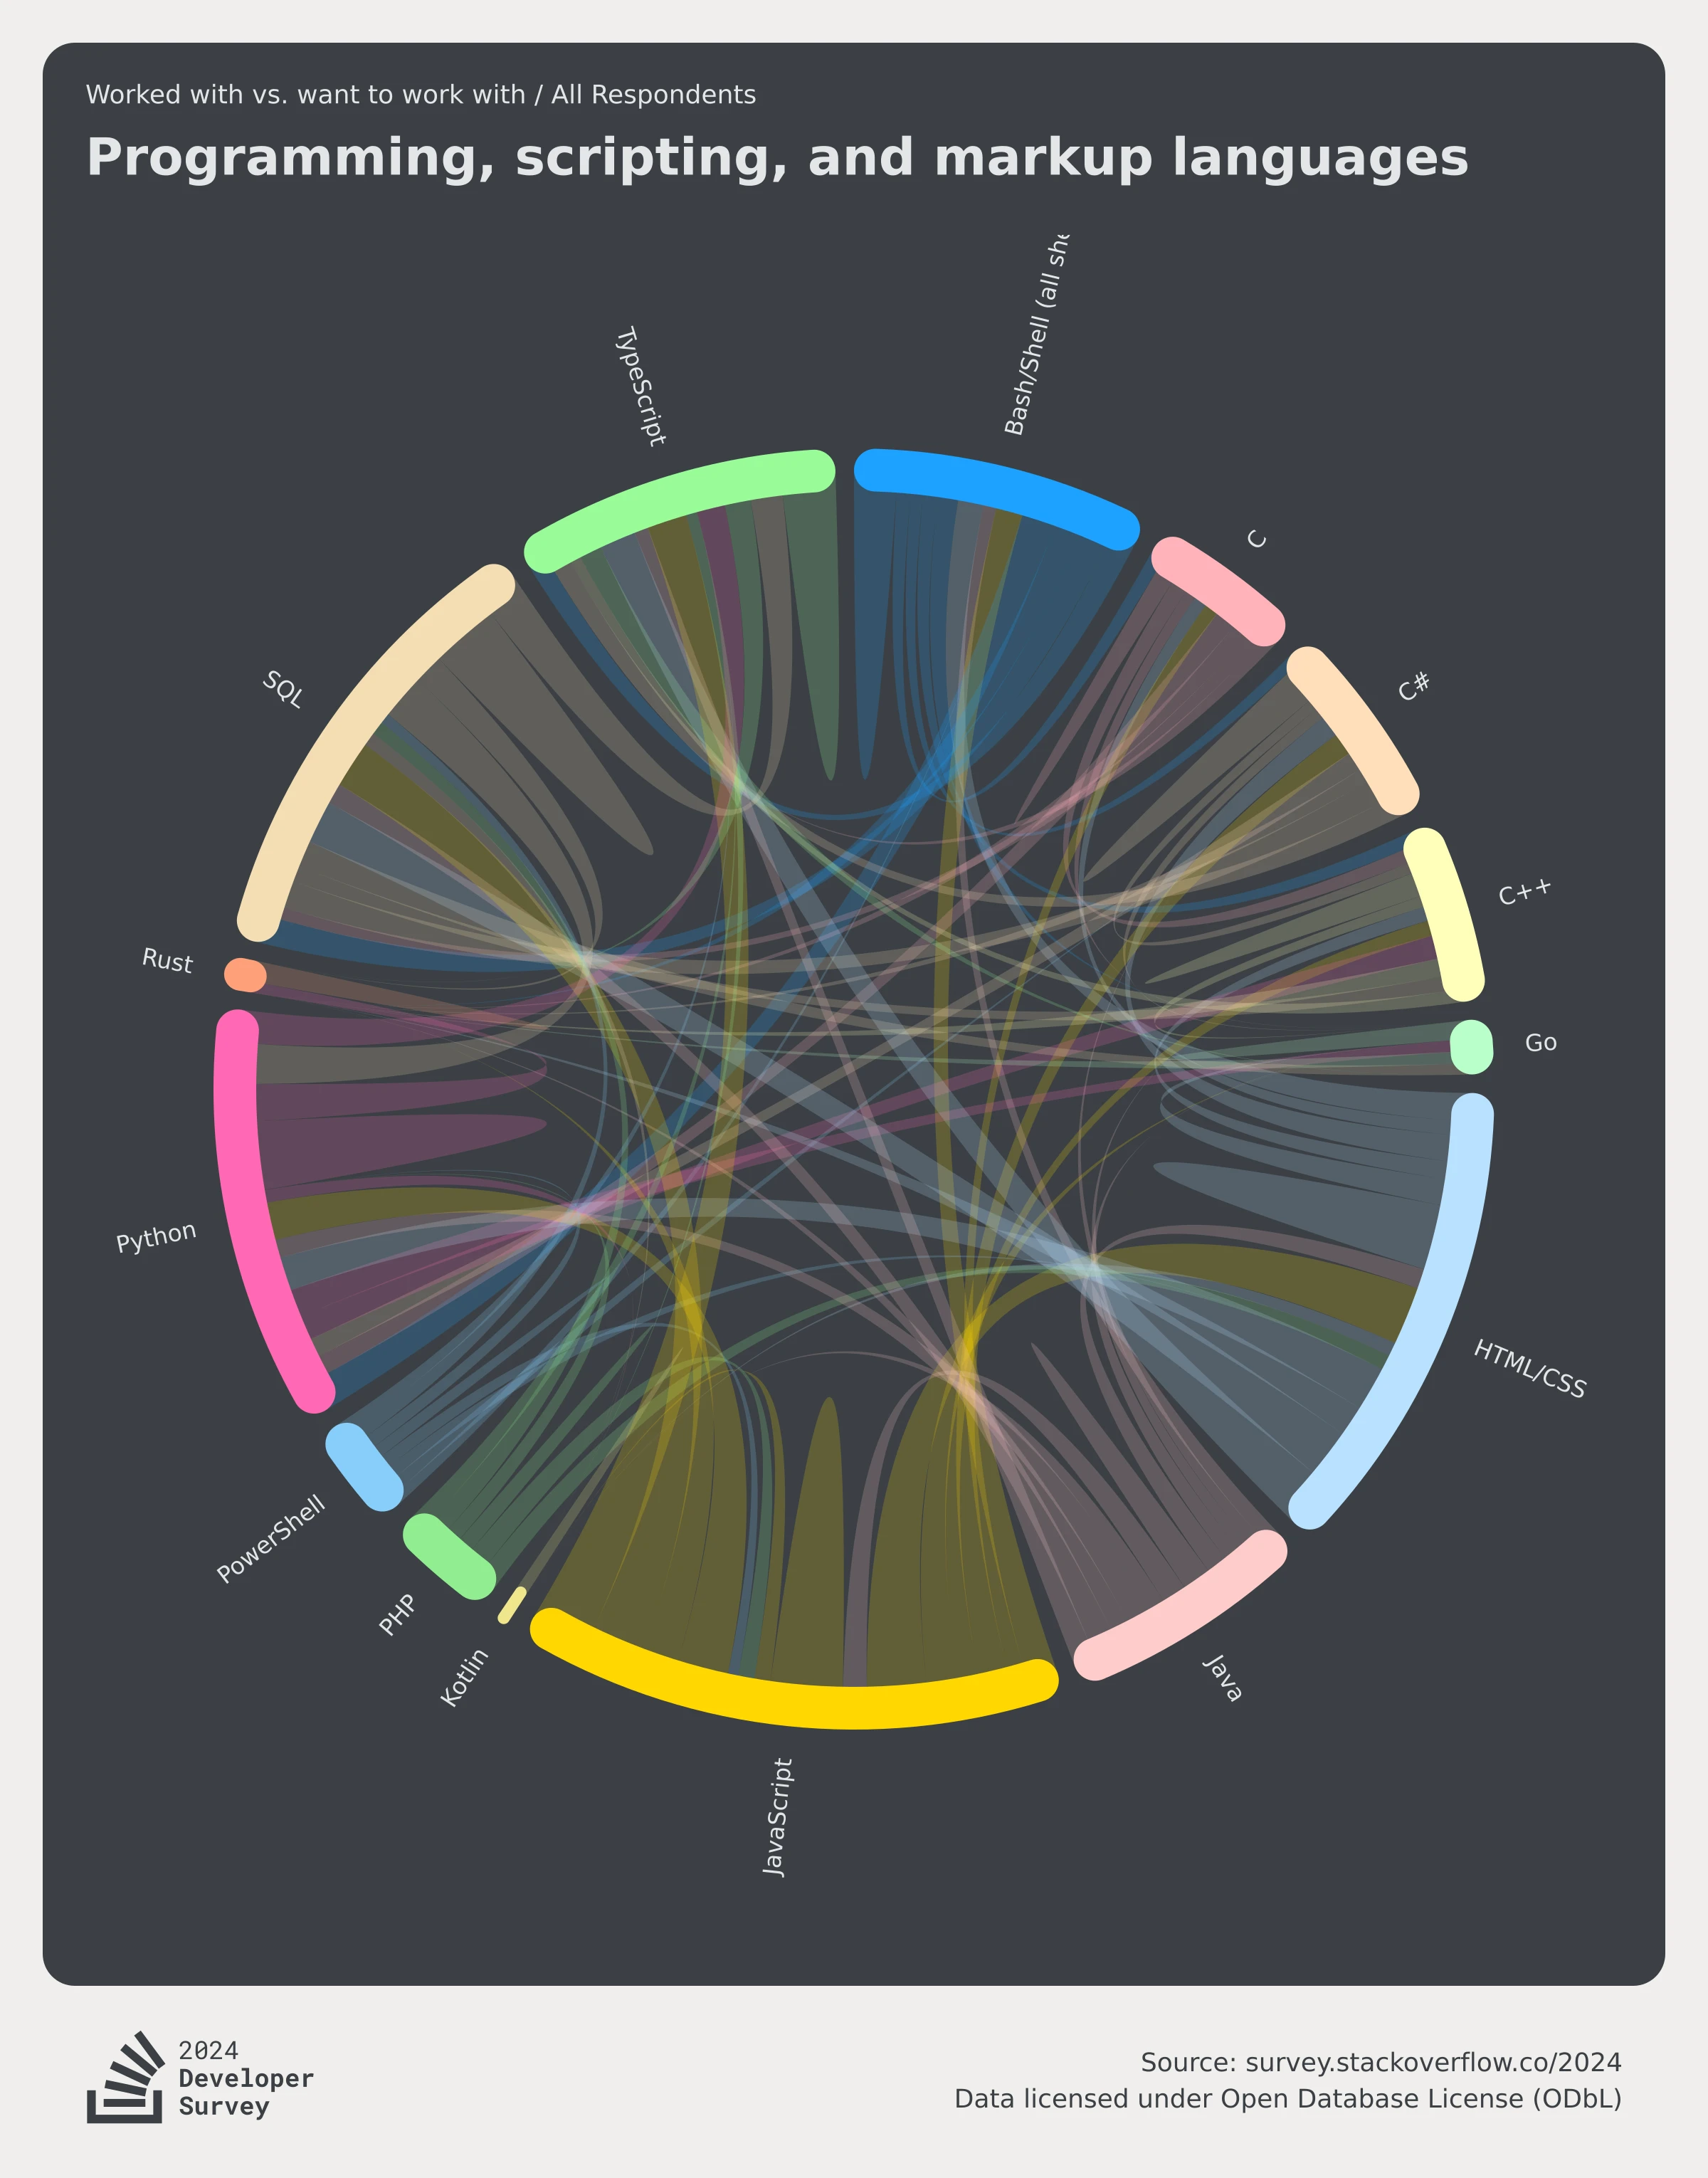 Worked with vs. want to work with / All Respondents
Programming, scripting, and markup languages
Bash/Shell (all she
TypeScript
C
C#
SQL
C++
Rust
Go
Python
HTML/CSS
PowerShell
PHP
Kotlin
Java
JavaScript
2024
Developer
Survey
Source: survey.stackoverflow.co/2024
Data licensed under Open Database License (ODbL)